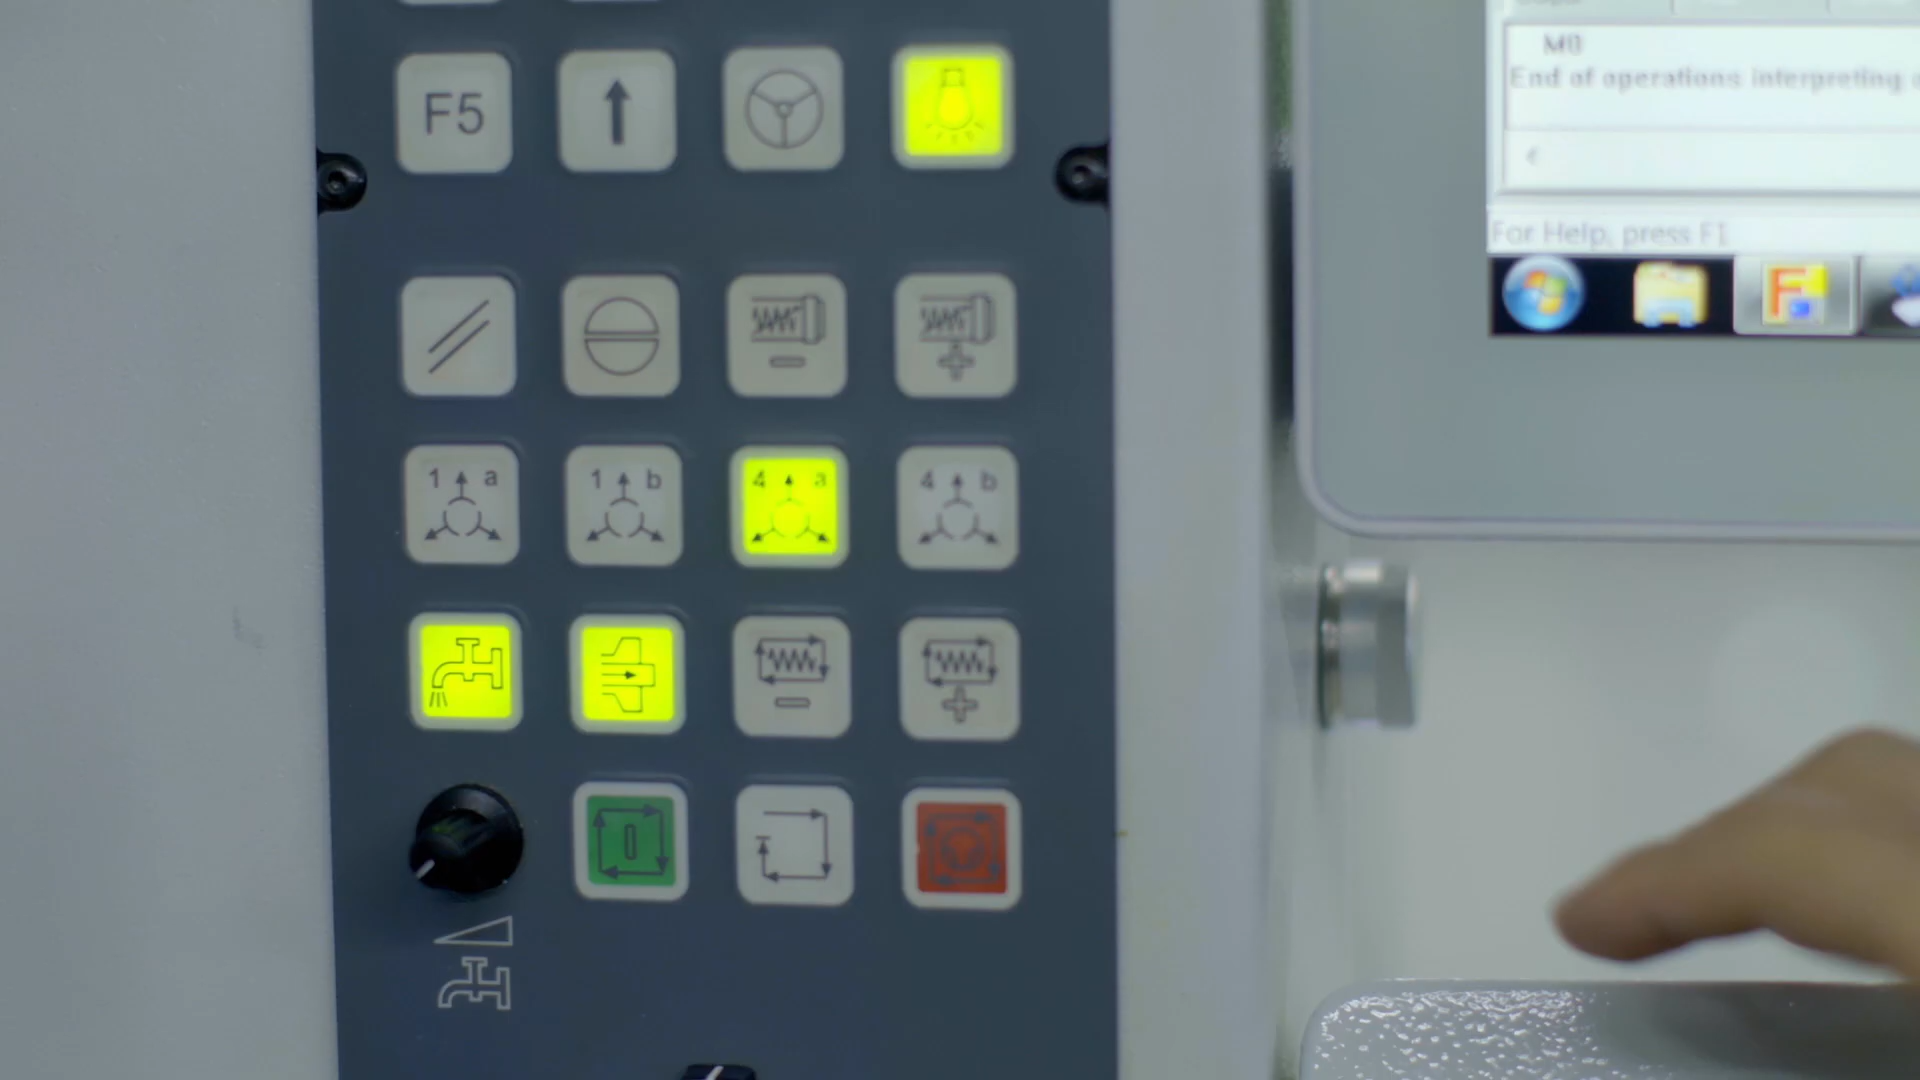 F5
M0
End of operations interpreting
For Help, press F1
1 a
1 b
4 a
4 b